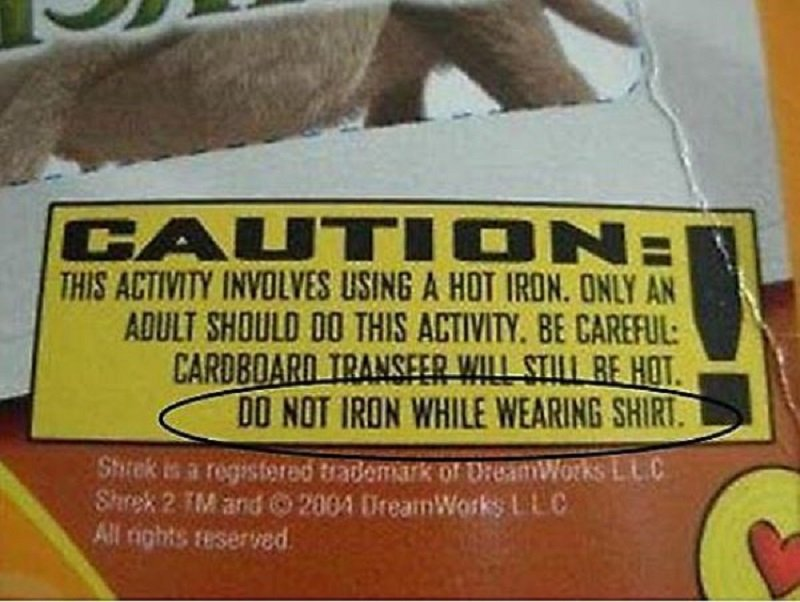 CAUTION:
THIS ACTIVITY INVOLVES USING A HOT IRON. ONLY AN
ADULT SHOULD DO THIS ACTIVITY. BE CAREFUL:
CARDBOARD TRANSFER WILL STILL BE HOT.
DO NOT IRON WHILE WEARING SHIRT.
!
Shrek is a registered trademark of DreamWorks L.L.C
Shrek 2 TM and © 2004 DreamWorks L L C
All rights reserved.